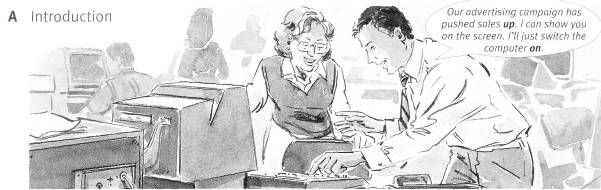 A Introduction
Our advertising campaign has
pushed sales up. I can show you
on the screen. I'll just switch the
computer on.